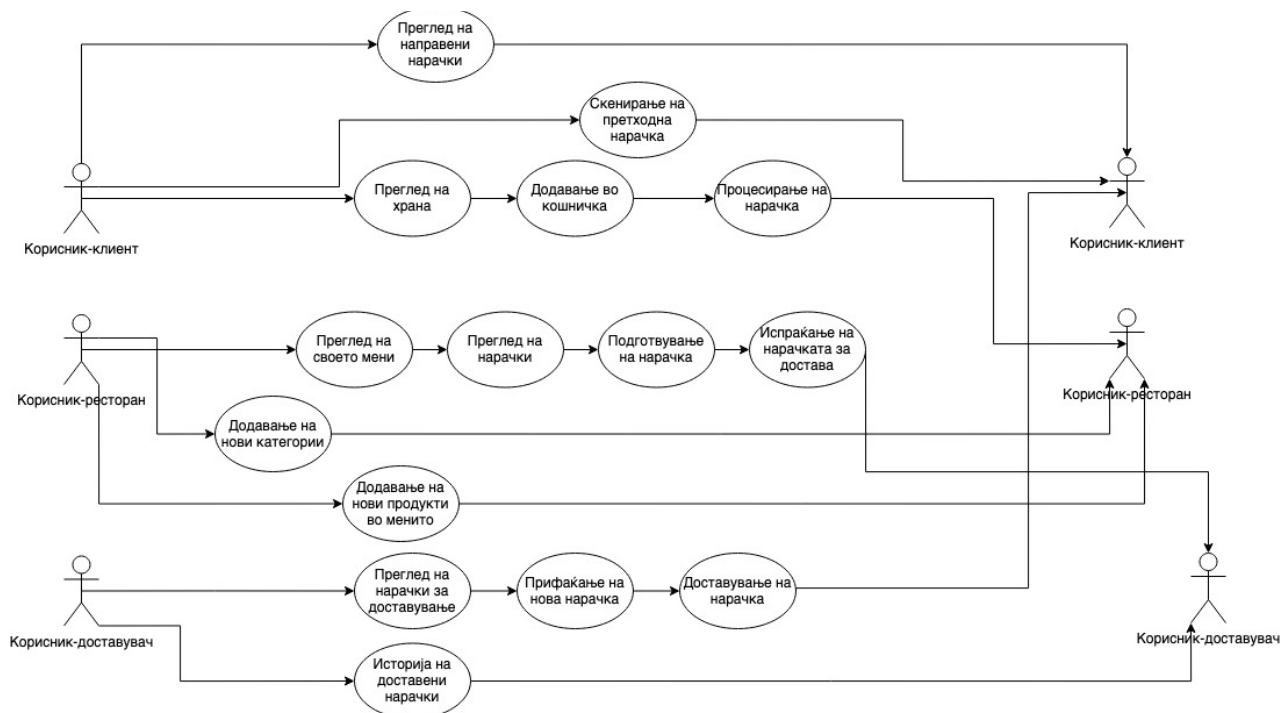 Преглед на
направени
нарачки
Скенирање на
претходна
нарачка
Преглед на
храна
Додавање во
кошничка
Процесирање на
нарачка
Корисник-клиент
Корисник-клиент
Преглед на
своето мени
Преглед на
нарачки
Подготвување
на нарачка
Испраќање на
нарачката за
достава
Корисник-ресторан
Корисник-ресторан
Додавање на
нови категории
Додавање на
нови продукти
во менито
Преглед на
нарачки за
доставување
Прифаќање на
нова нарачка
Доставување на
нарачка
Корисник-доставувач
Корисник-доставувач
Историја на
доставени
нарачки